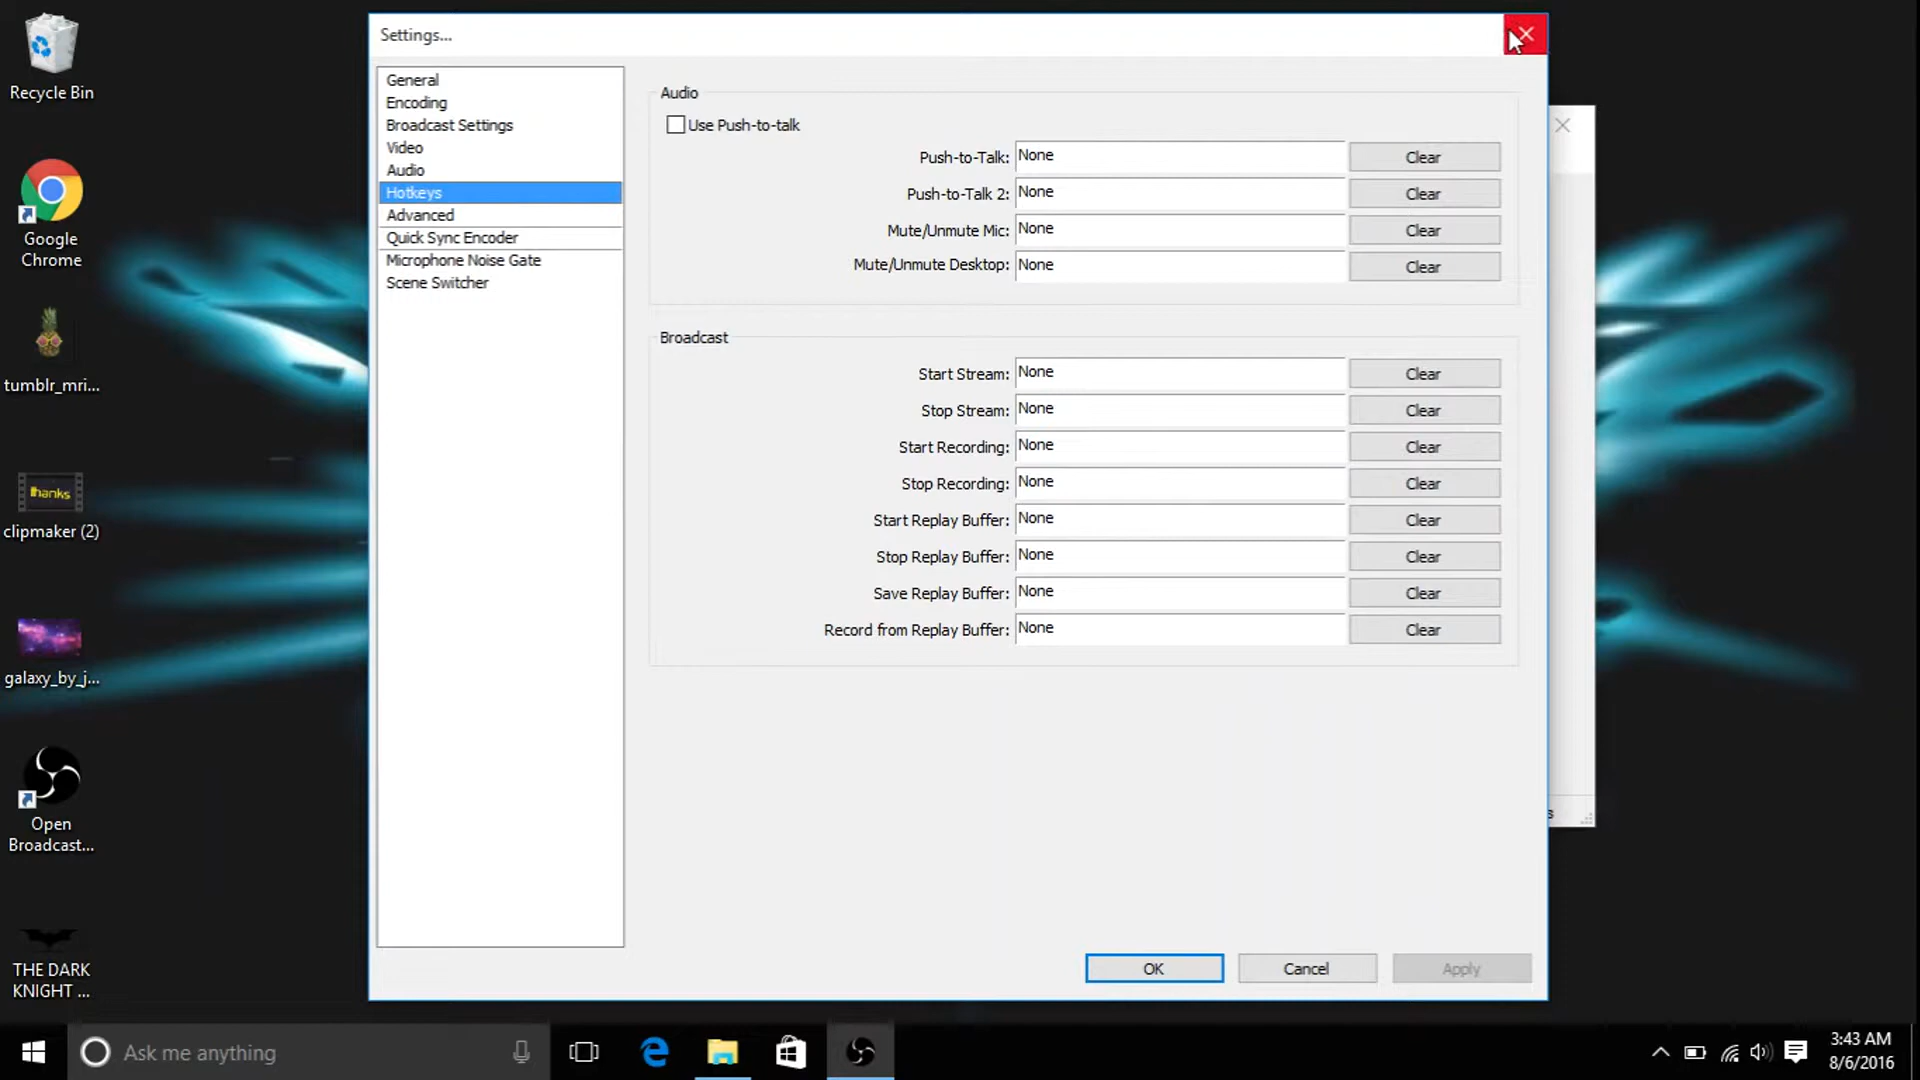 Recycle Bin
Google
Chrome
tumblr_mri...
thanks
clipmaker (2)
galaxy_by_j...
Open
Broadcast...
THE DARK
KNIGHT ...
Settings...
General
Encoding
Broadcast Settings
Video
Audio
Hotkeys
Advanced
Quick Sync Encoder
Microphone Noise Gate
Scene Switcher
Audio
Use Push-to-talk
Push-to-Talk: None Clear
Push-to-Talk 2: None Clear
Mute/Unmute Mic: None Clear
Mute/Unmute Desktop: None Clear
Broadcast
Start Stream: None Clear
Stop Stream: None Clear
Start Recording: None Clear
Stop Recording: None Clear
Start Replay Buffer: None Clear
Stop Replay Buffer: None Clear
Save Replay Buffer: None Clear
Record from Replay Buffer: None Clear
OK Cancel Apply
s
Ask me anything
3:43 AM
8/6/2016